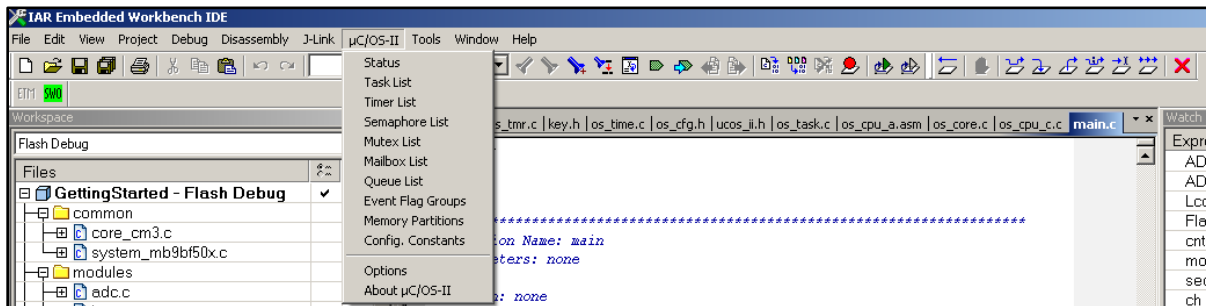 IAR Embedded Workbench IDE
File Edit View Project Debug Disassembly J-Link µC/OS-II Tools Window Help
Status
Task List
Timer List
Semaphore List
Mutex List
Mailbox List
Queue List
Event Flag Groups
Memory Partitions
Config. Constants
Options
About µC/OS-II
ETM SWO
Workspace
Flash Debug
Files
GettingStarted - Flash Debug
common
core_cm3.c
system_mb9bf50x.c
modules
adc.c
s_tmr.c | key.h | os_time.c | os_cfg.h | ucos_ii.h | os_task.c | os_cpu_a.asm | os_core.c | os_cpu_c.c main.c
ion Name: main
eters: none
n: none
Watch
Expre
AD
AD
Lco
Fla
cnt
mo
sec
ch